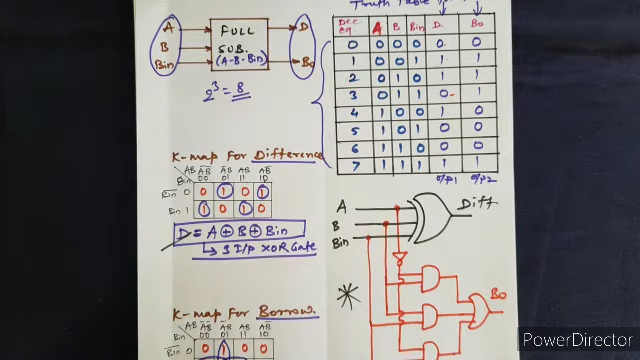 Truth Table
A
B
Bin
FULL
SUB.
(A-B-Bin)
D
Bo
2³ = 8
Dec. eq. A B Bin D. Bo
0 0 0 0 0 0
1 0 0 1 1 1
2 0 1 0 1 1
3 0 1 1 0 1
4 1 0 0 1 0
5 1 0 1 0 0
6 1 1 0 0
7 1 1 1 1 1
O/P1 O/P2
K-map For Difference
AB A̅B̅ A̅B AB AB̅
Bin 00 01 11 10
B̅i̅n̅ 0 0 1 0 1
Bin 1 1 0 1 0
D = A ⊕ B ⊕ Bin
↳ 3 I/P XOR Gate
A
B
Bin
Diff
Bo
K-map For Borrow.
AB A̅B̅ A̅B AB AB̅
Bin 00 01 11 10
B̅i̅n̅ 0 0 1 0 0
PowerDirector